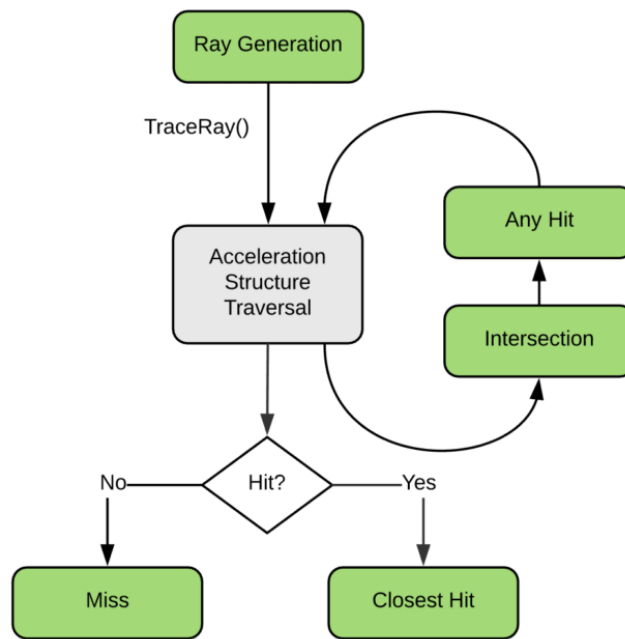 Ray Generation
TraceRay()
Acceleration
Structure
Traversal
Any Hit
Intersection
Hit?
No
Yes
Miss
Closest Hit